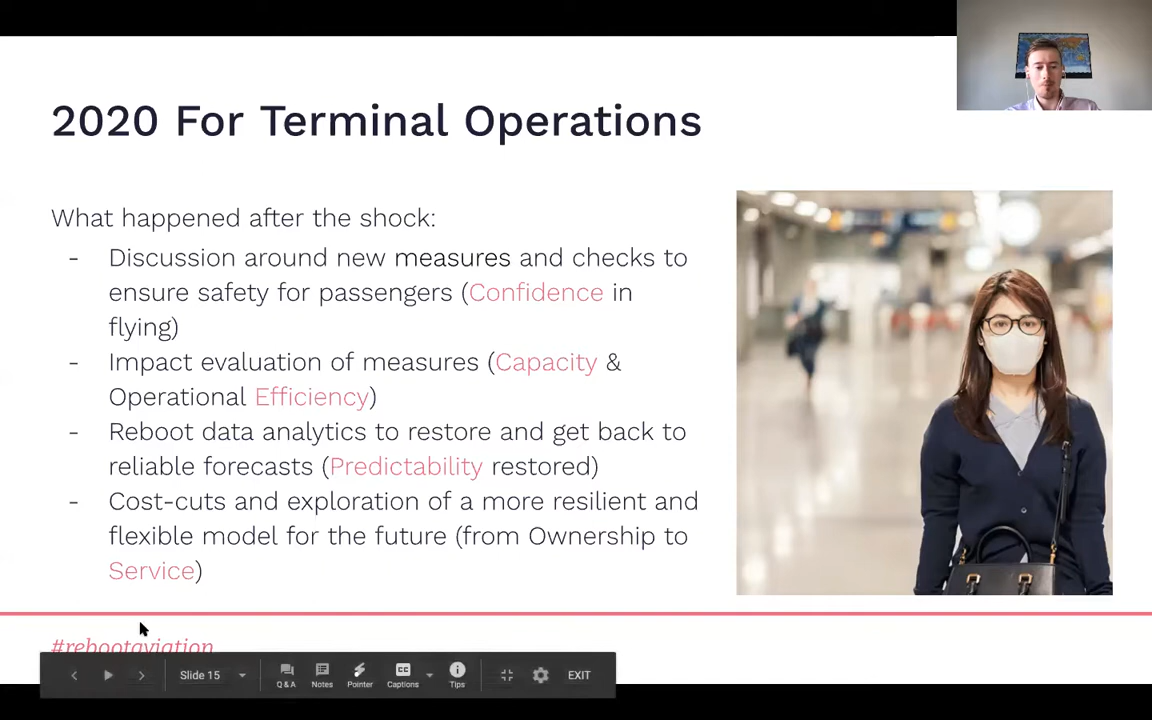 2020 For Terminal Operations
What happened after the shock:
- Discussion around new measures and checks to
ensure safety for passengers (Confidence in
flying)
- Impact evaluation of measures (Capacity &
Operational Efficiency)
- Reboot data analytics to restore and get back to
reliable forecasts (Predictability restored)
- Cost-cuts and exploration of a more resilient and
flexible model for the future (from Ownership to
Service)
#rebootaviation
Slide 15
Q & A
Notes
Pointer
CC
Captions
Tips
EXIT